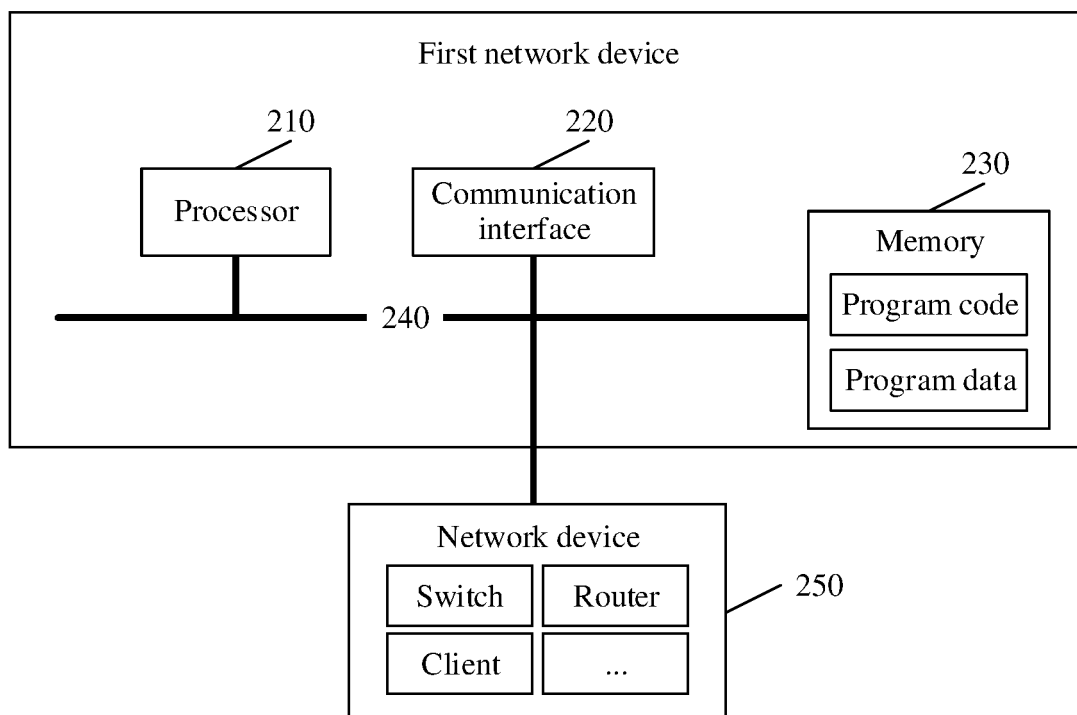 First network device
210
220
230
Processor
Communication
interface
Memory
Program code
Program data
240
Network device
Switch
Router
Client
...
250